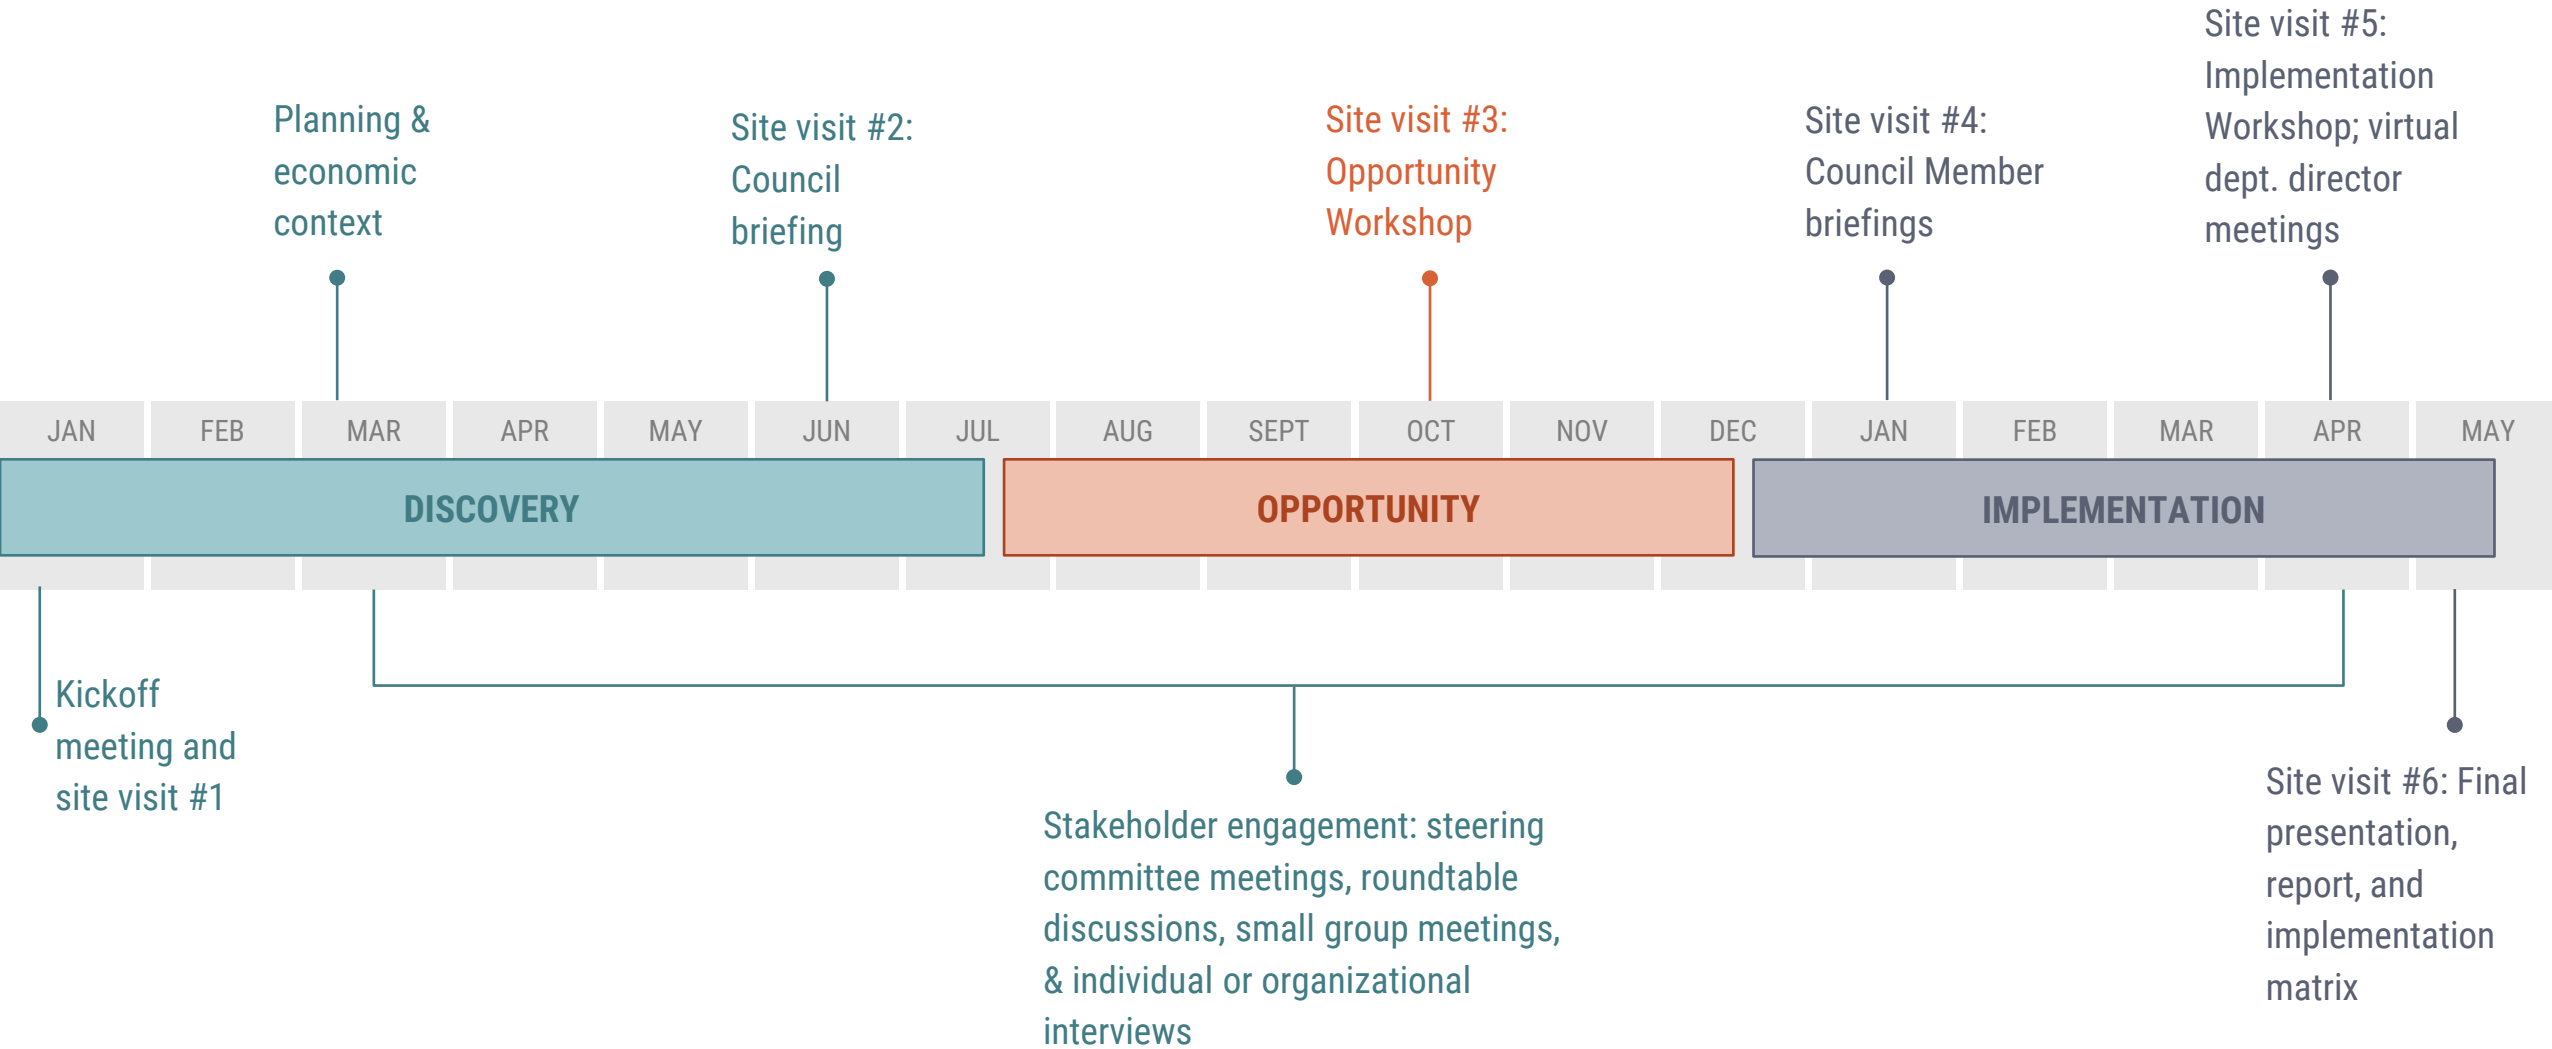 Site visit #5:
Implementation
Workshop; virtual
dept. director
meetings
Planning &
economic
context
Site visit #2:
Council
briefing
Site visit #3:
Opportunity
Workshop
Site visit #4:
Council Member
briefings
JAN FEB MAR APR MAY JUN JUL AUG SEPT OCT NOV DEC JAN FEB MAR APR MAY
DISCOVERY OPPORTUNITY IMPLEMENTATION
Kickoff
meeting and
site visit #1
Stakeholder engagement: steering
committee meetings, roundtable
discussions, small group meetings,
& individual or organizational
interviews
Site visit #6: Final
presentation,
report, and
implementation
matrix